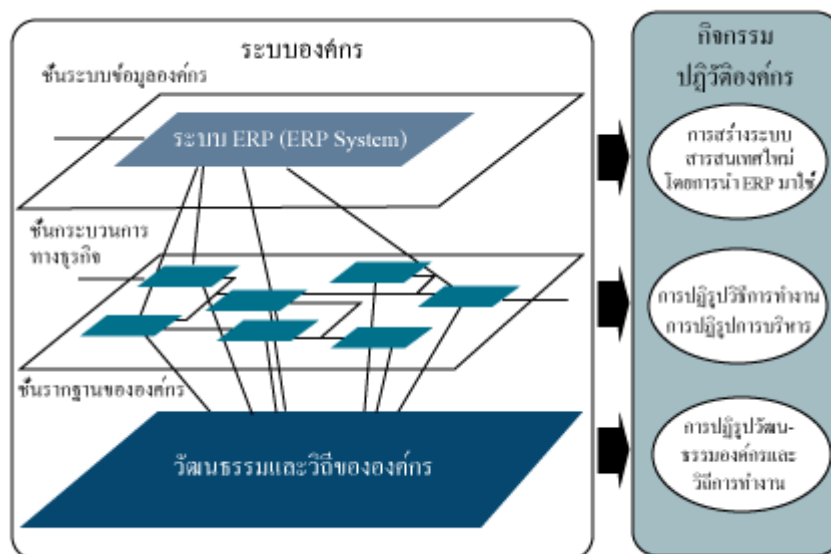 ระบบองค์กร
ชั้นระบบข้อมูลองค์กร
ระบบ ERP (ERP System)
ชั้นกระบวนการ
ทางธุรกิจ
ชั้นรากฐานขององค์กร
วัฒนธรรมและวิถีขององค์กร
กิจกรรม
ปฏิวัติองค์กร
การสร้างระบบ
สารสนเทศใหม่
โดยการนำ ERP มาใช้
การปฏิรูปวิธีการทำงาน
การปฏิรูปการบริหาร
การปฏิรูปวัฒน-
ธรรมองค์กรและ
วิถีการทำงาน